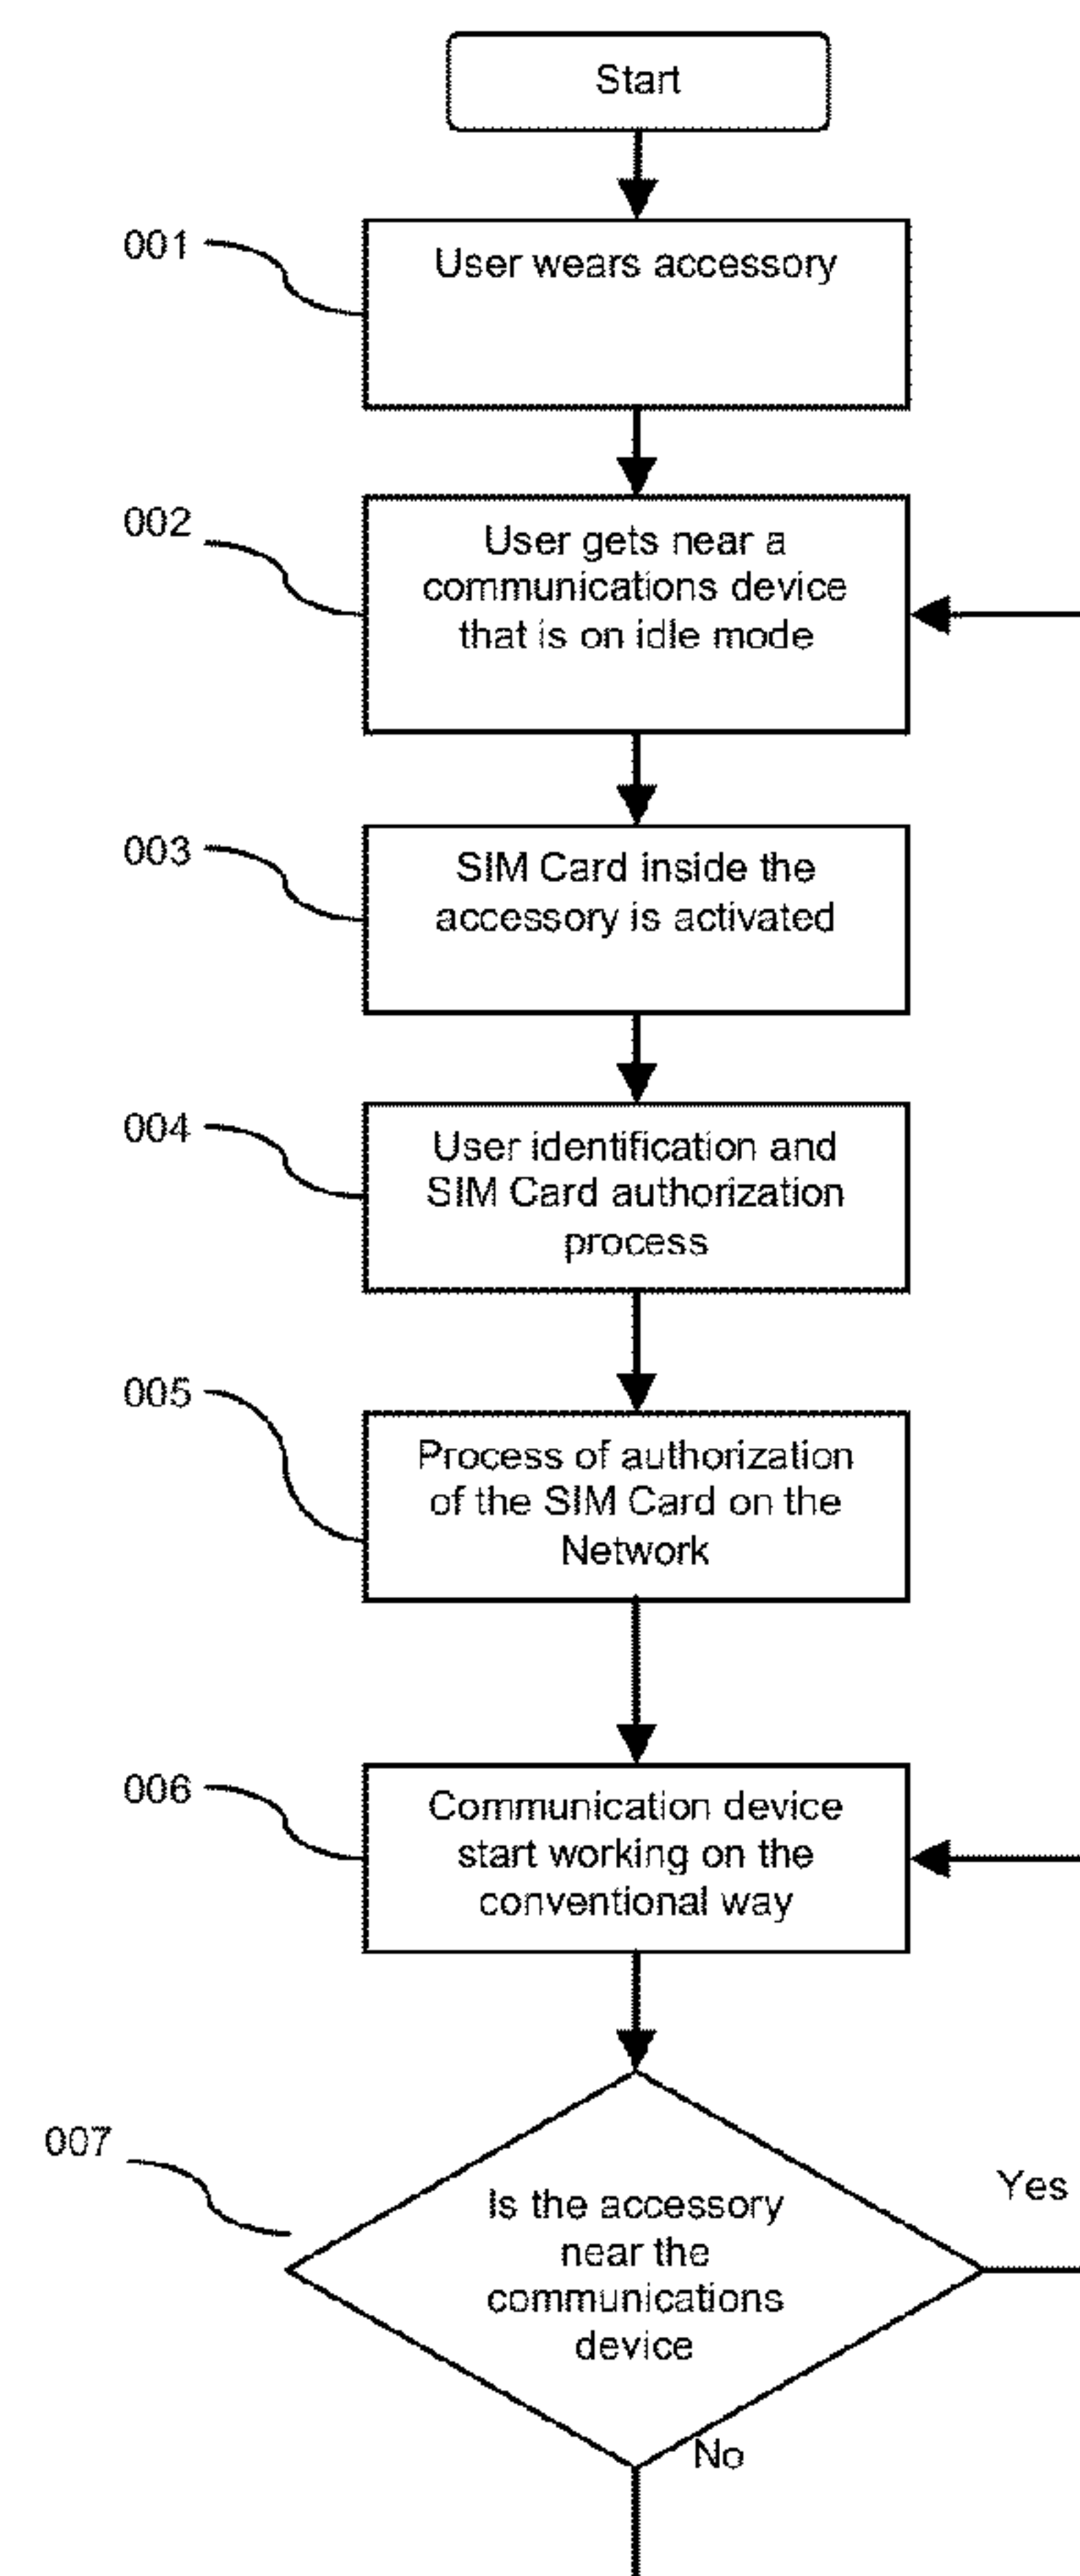 Start
001
User wears accessory
002
User gets near a
communications device
that is on idle mode
003
SIM Card inside the
accessory is activated
004
User identification and
SIM Card authorization
process
005
Process of authorization
of the SIM Card on the
Network
006
Communication device
start working on the
conventional way
007
Yes
Is the accessory
near the
communications
device
No